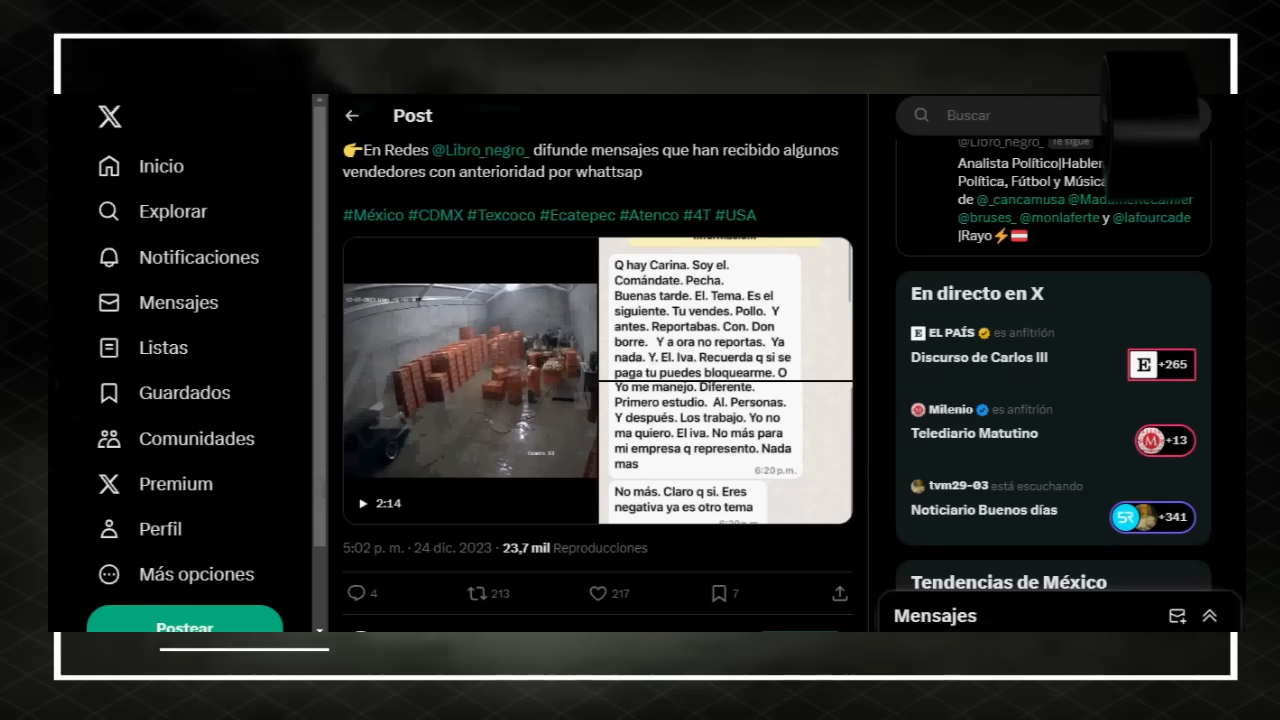 Inicio
Explorar
Notificaciones
Mensajes
Listas
Guardados
Comunidades
Premium
Perfil
Más opciones
Postear
Post
👉En Redes @Libro_negro_ difunde mensajes que han recibido algunos
vendedores con anterioridad por whattsap
#México #CDMX #Texcoco #Ecatepec #Atenco #4T #USA
2:14
Q hay Carina. Soy el.
Comándate. Pecha.
Buenas tarde. El. Tema. Es el
siguiente. Tu vendes. Pollo. Y
antes. Reportabas. Con. Don
borre. Y a ora no reportas. Ya
nada. Y. El. Iva. Recuerda q si se
paga tu puedes bloquearme. O
Yo me manejo. Diferente.
Primero estudio. Al. Personas.
Y después. Los trabajo. Yo no
ma quiero. El iva. No más para
mi empresa q represento. Nada
mas
6:20 p.m.
No más. Claro q si. Eres
negativa ya es otro tema
5:02 p. m. · 24 dic. 2023 · 23,7 mil Reproducciones
4
213
217
7
Buscar
@Libro_negro_ Te sigue
Analista Político|Habler
Política, Fútbol y Música
de @_cancamusa
@bruses_ @monlaferte y @lafourcade
|Rayo⚡
En directo en X
E EL PAÍS es anfitrión
Discurso de Carlos III
E +265
M Milenio es anfitrión
Telediario Matutino
M +13
tvm29-03 está escuchando
Noticiario Buenos días
SR +341
Tendencias de México
Mensajes